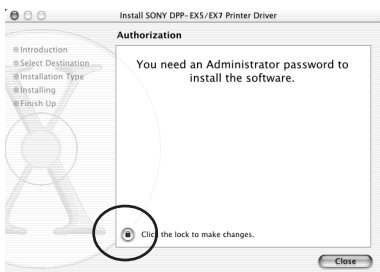 Install SONY DPP-EX5/EX7 Printer Driver
Authorization
Introduction
Select Destination
Installation Type
Installing
Finish Up
You need an Administrator password to
install the software.
Click the lock to make changes.
Close